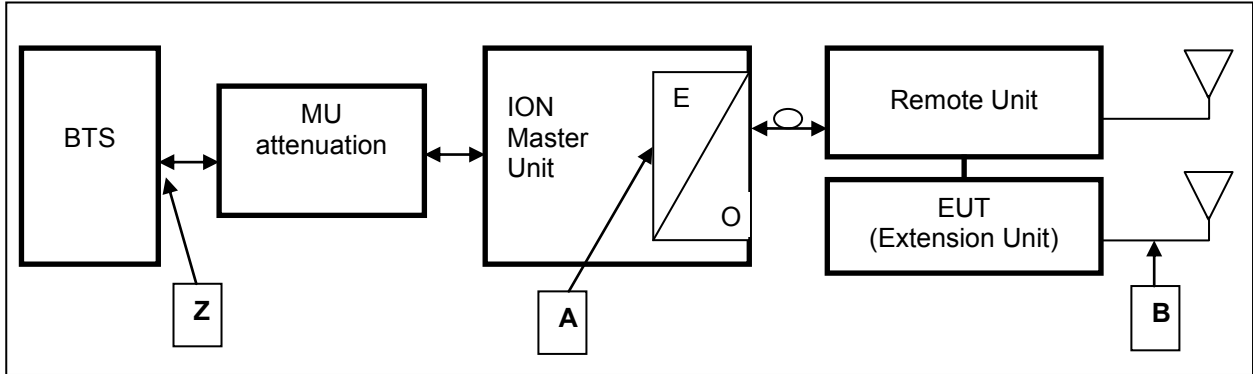 BTS
MU
attenuation
ION
Master
Unit
E
O
Remote Unit
EUT
(Extension Unit)
Z
A
B